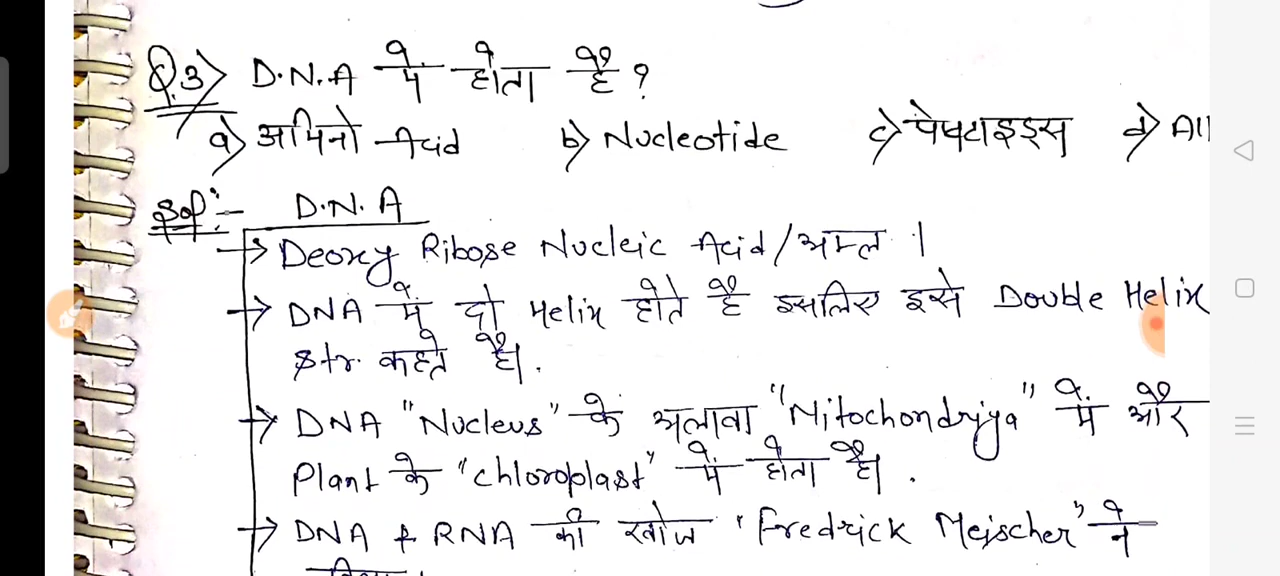 Q.3) D.N.A में होता है ?
a) अमिनो Acid b) Nucleotide c) पेप्टाइड्स d) All
Sol:- D.N.A
→ Deoxy Ribose Nucleic Acid/अम्ल ।
→ DNA में दो Helix होते है इसलिए इसे Double Helix
Str. कहते है।.
→ DNA "Nucleus" के अलावा "Mitochondriya" में और
Plant के "chloroplast" में होता है।.
→ DNA & RNA की खोज "Fredrick Meischer" ने